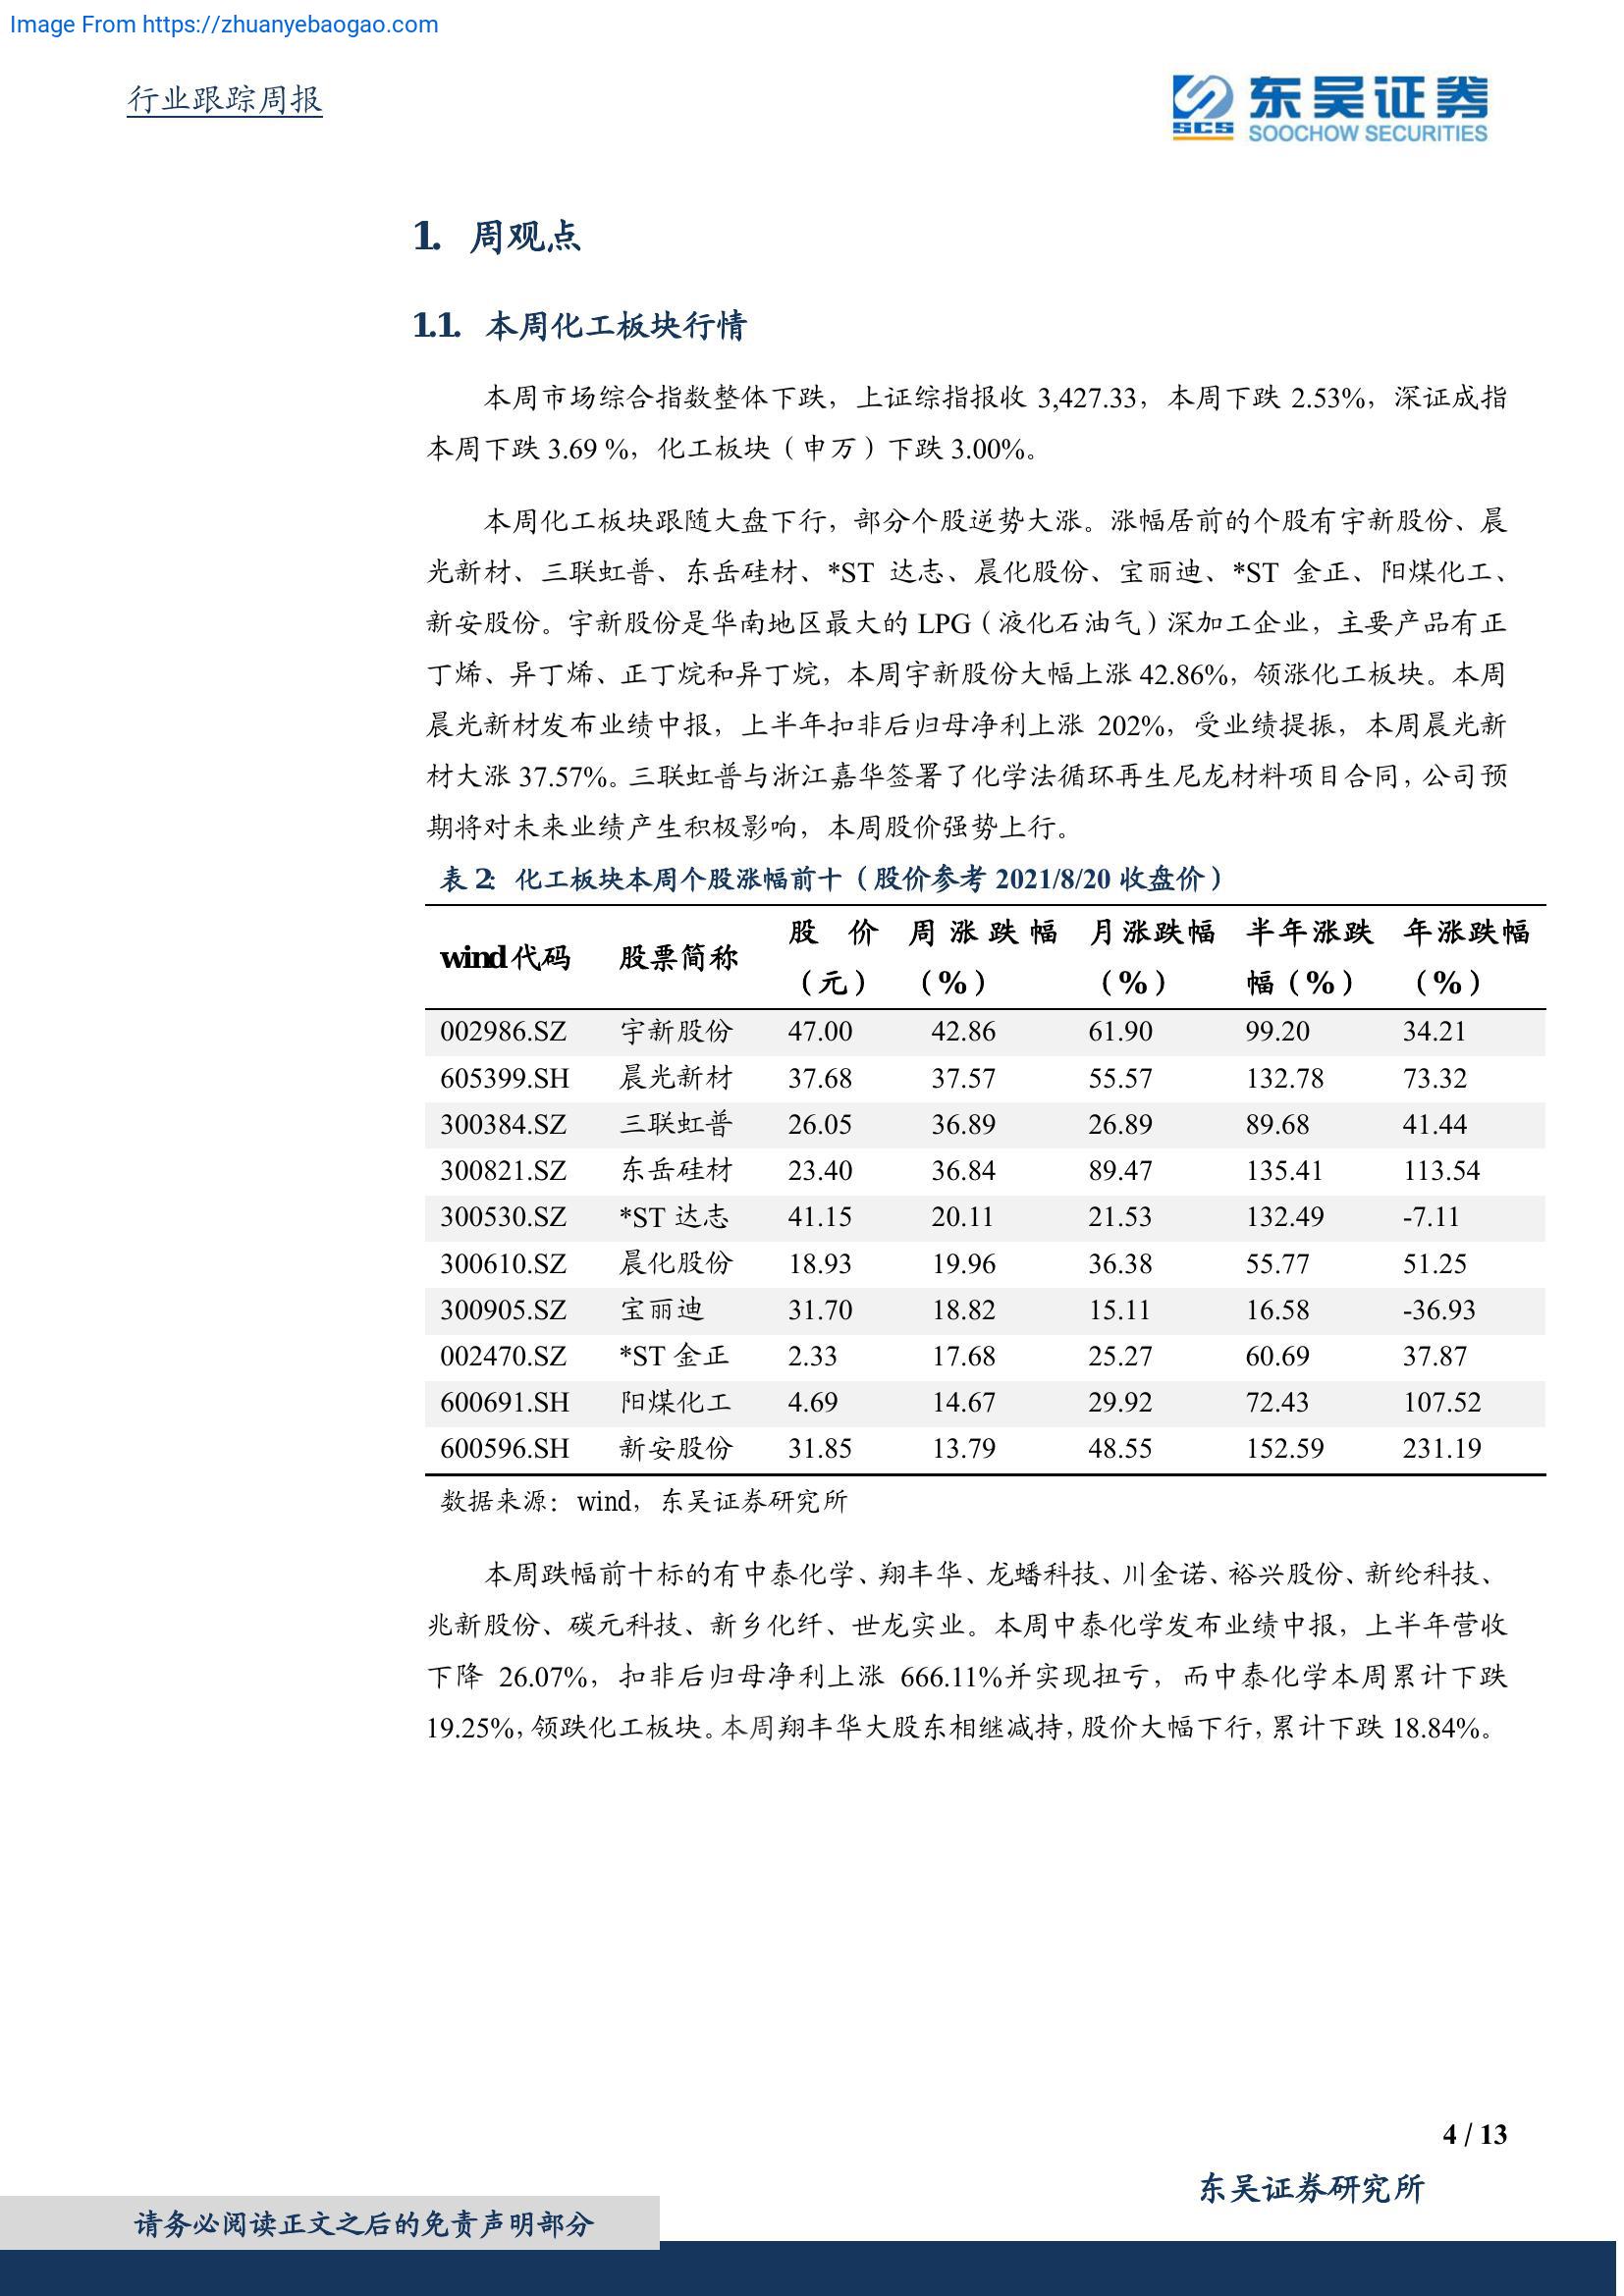 Image From https://zhuanyebaogao.com
行业跟踪周报
SCS 东吴证券
SOOCHOW SECURITIES
1. 周观点
1.1. 本周化工板块行情
本周市场综合指数整体下跌，上证综指报收 3,427.33，本周下跌 2.53%，深证成指
本周下跌 3.69 %，化工板块（申万）下跌 3.00%。
本周化工板块跟随大盘下行，部分个股逆势大涨。涨幅居前的个股有宇新股份、晨
光新材、三联虹普、东岳硅材、*ST 达志、晨化股份、宝丽迪、*ST 金正、阳煤化工、
新安股份。宇新股份是华南地区最大的 LPG（液化石油气）深加工企业，主要产品有正
丁烯、异丁烯、正丁烷和异丁烷，本周宇新股份大幅上涨 42.86%，领涨化工板块。本周
晨光新材发布业绩中报，上半年扣非后归母净利上涨 202%，受业绩提振，本周晨光新
材大涨 37.57%。三联虹普与浙江嘉华签署了化学法循环再生尼龙材料项目合同，公司预
期将对未来业绩产生积极影响，本周股价强势上行。
表 2：化工板块本周个股涨幅前十（股价参考 2021/8/20 收盘价）
wind 代码 股票简称 股价（元） 周涨跌幅（%） 月涨跌幅（%） 半年涨跌幅（%） 年涨跌幅（%）
002986.SZ 宇新股份 47.00 42.86 61.90 99.20 34.21
605399.SH 晨光新材 37.68 37.57 55.57 132.78 73.32
300384.SZ 三联虹普 26.05 36.89 26.89 89.68 41.44
300821.SZ 东岳硅材 23.40 36.84 89.47 135.41 113.54
300530.SZ *ST 达志 41.15 20.11 21.53 132.49 -7.11
300610.SZ 晨化股份 18.93 19.96 36.38 55.77 51.25
300905.SZ 宝丽迪 31.70 18.82 15.11 16.58 -36.93
002470.SZ *ST 金正 2.33 17.68 25.27 60.69 37.87
600691.SH 阳煤化工 4.69 14.67 29.92 72.43 107.52
600596.SH 新安股份 31.85 13.79 48.55 152.59 231.19
数据来源：wind，东吴证券研究所
本周跌幅前十标的有中泰化学、翔丰华、龙蟠科技、川金诺、裕兴股份、新纶科技、
兆新股份、碳元科技、新乡化纤、世龙实业。本周中泰化学发布业绩中报，上半年营收
下降 26.07%，扣非后归母净利上涨 666.11%并实现扭亏，而中泰化学本周累计下跌
19.25%，领跌化工板块。本周翔丰华大股东相继减持，股价大幅下行，累计下跌 18.84%。
4 / 13
东吴证券研究所
请务必阅读正文之后的免责声明部分